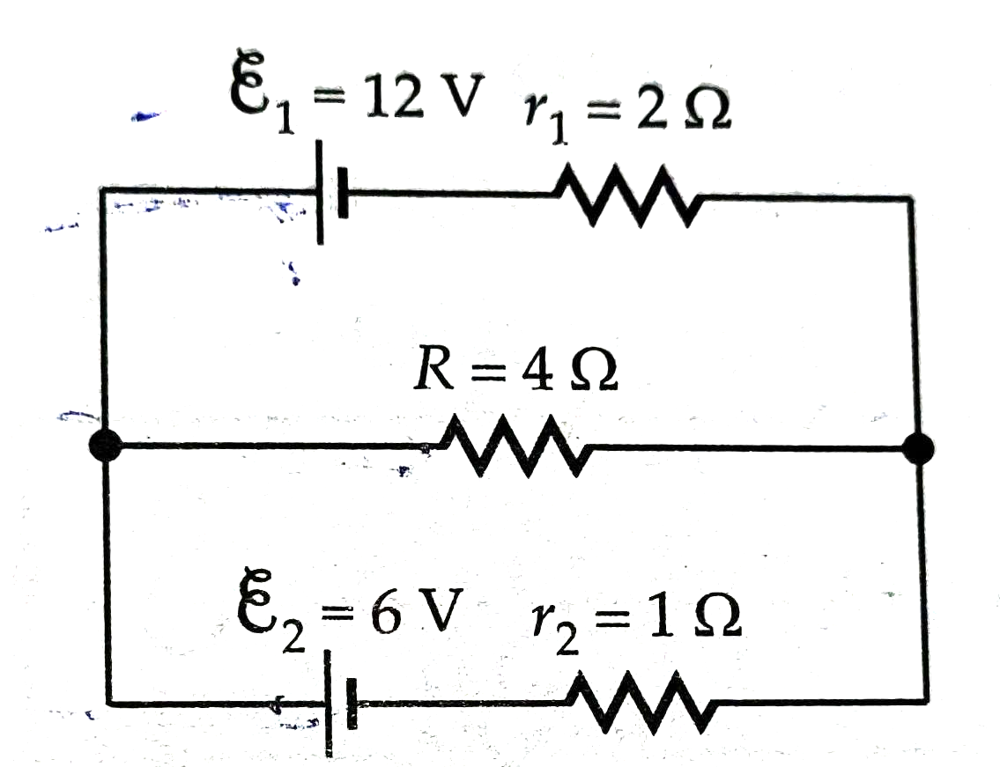 ℰ₁ = 12 V r₁ = 2 Ω
R = 4 Ω
ℰ₂ = 6 V r₂ = 1 Ω